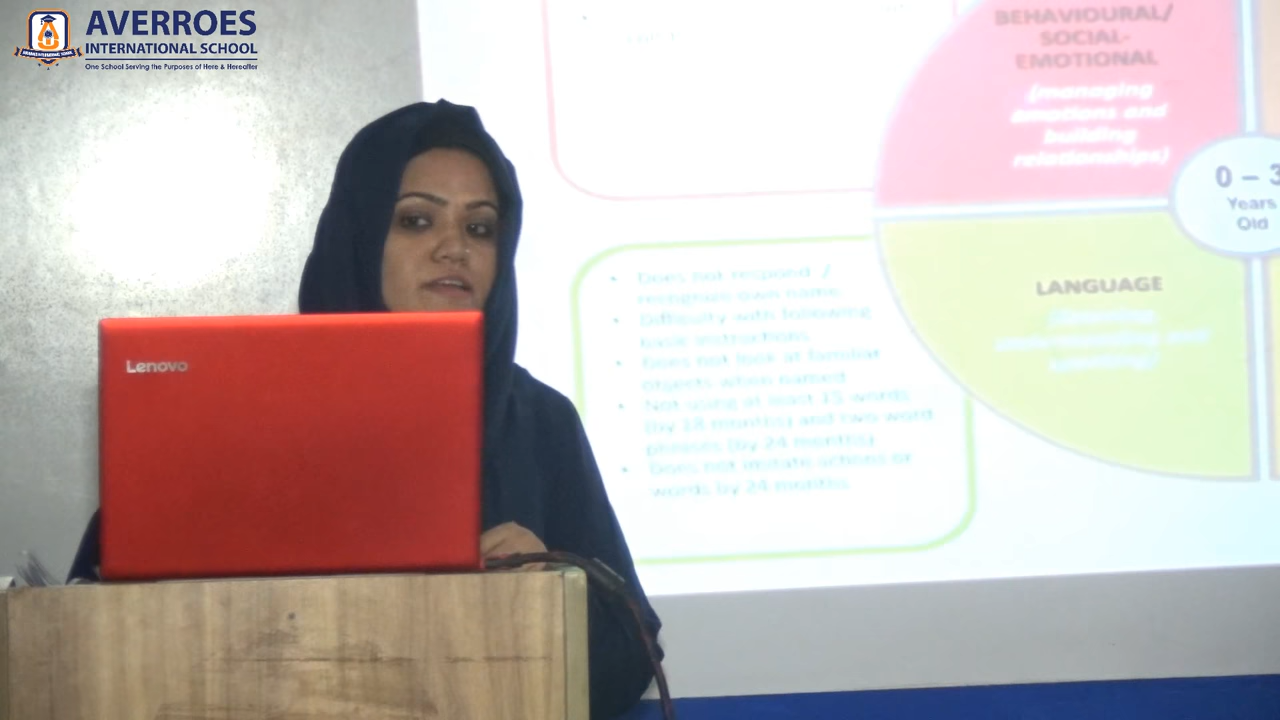 AVERROES
INTERNATIONAL SCHOOL
One School Serving the Purposes of Here & Hereafter
BEHAVIOURAL/
SOCIAL-
EMOTIONAL
(managing
emotions and
building
relationships)
0 – 3
Years
Old
LANGUAGE
• Does not respond /
recognize own name
• Difficulty with following
basic instructions
• Does not look at familiar
objects when named
• Not using at least 15 words
(by 18 months) and two-word
phrases (by 24 months)
• Does not imitate actions or
words by 24 months
Lenovo